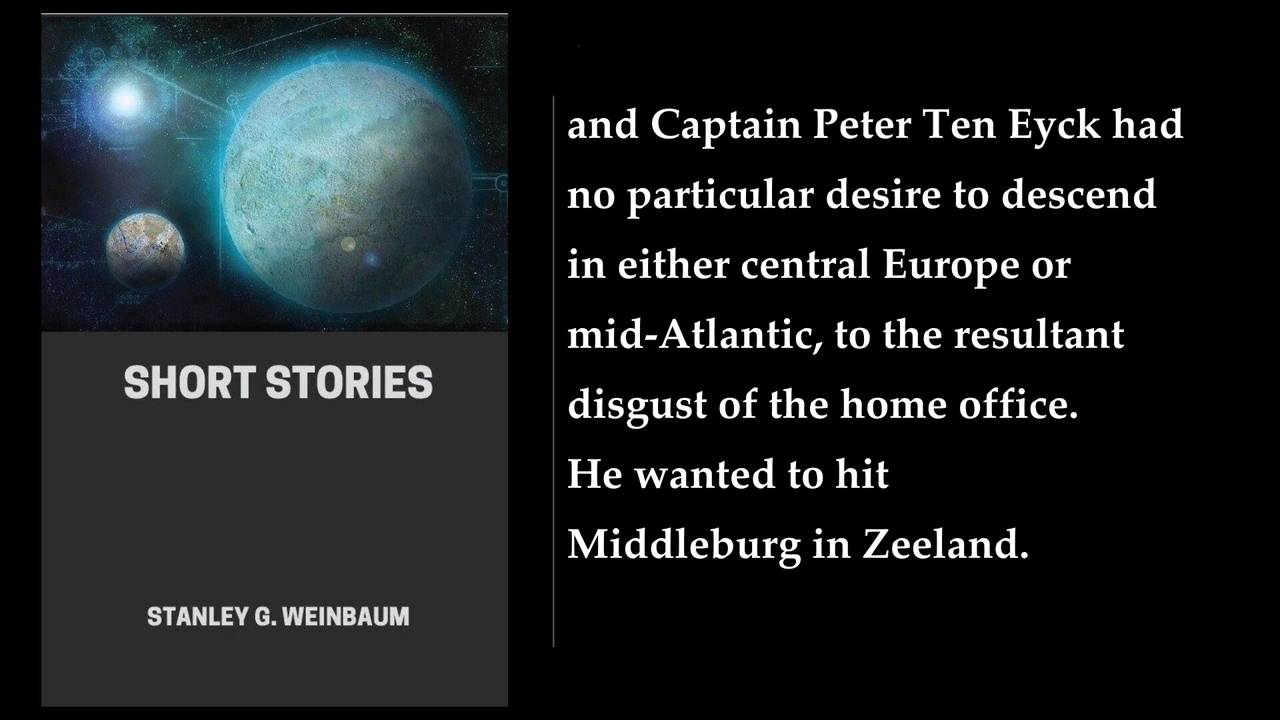 SHORT STORIES
STANLEY G. WEINBAUM
and Captain Peter Ten Eyck had
no particular desire to descend
in either central Europe or
mid-Atlantic, to the resultant
disgust of the home office.
He wanted to hit
Middleburg in Zeeland.